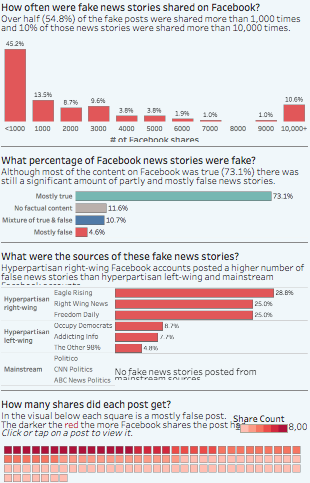 How often were fake news stories shared on Facebook?
Over half (54.8%) of the fake posts were shared more than 1,000 times
and 10% of those news stories were shared more than 10,000 times.
45.2%
13.5%
8.7%
9.6%
3.8%
3.8%
1.9%
1.0%
1.0%
10.6%
<1000 1000 2000 3000 4000 5000 6000 7000 8000 9000 10,000+
# of Facebook shares
What percentage of Facebook news stories were fake?
Although most of the content on Facebook was true (73.1%) there was
still a significant amount of partly and mostly false news stories.
Mostly true 73.1%
No factual content 11.6%
Mixture of true & false 10.7%
Mostly false 4.6%
What were the sources of these fake news stories?
Hyperpartisan right-wing Facebook accounts posted a higher number of
false news stories than hyperpartisan left-wing and mainstream
Facebook accounts.
Hyperpartisan
right-wing
Eagle Rising 28.8%
Right Wing News 25.0%
Freedom Daily 25.0%
Hyperpartisan
left-wing
Occupy Democrats 8.7%
Addicting Info 7.7%
The Other 98% 4.8%
Mainstream
Politico
CNN Politics
ABC News Politics
No fake news stories posted from
mainstream sources
How many shares did each post get?
In the visual below each square is a mostly false post.
The darker the red the more Facebook shares the post ha
Click or tap on a post to view it.
Share Count
8,00